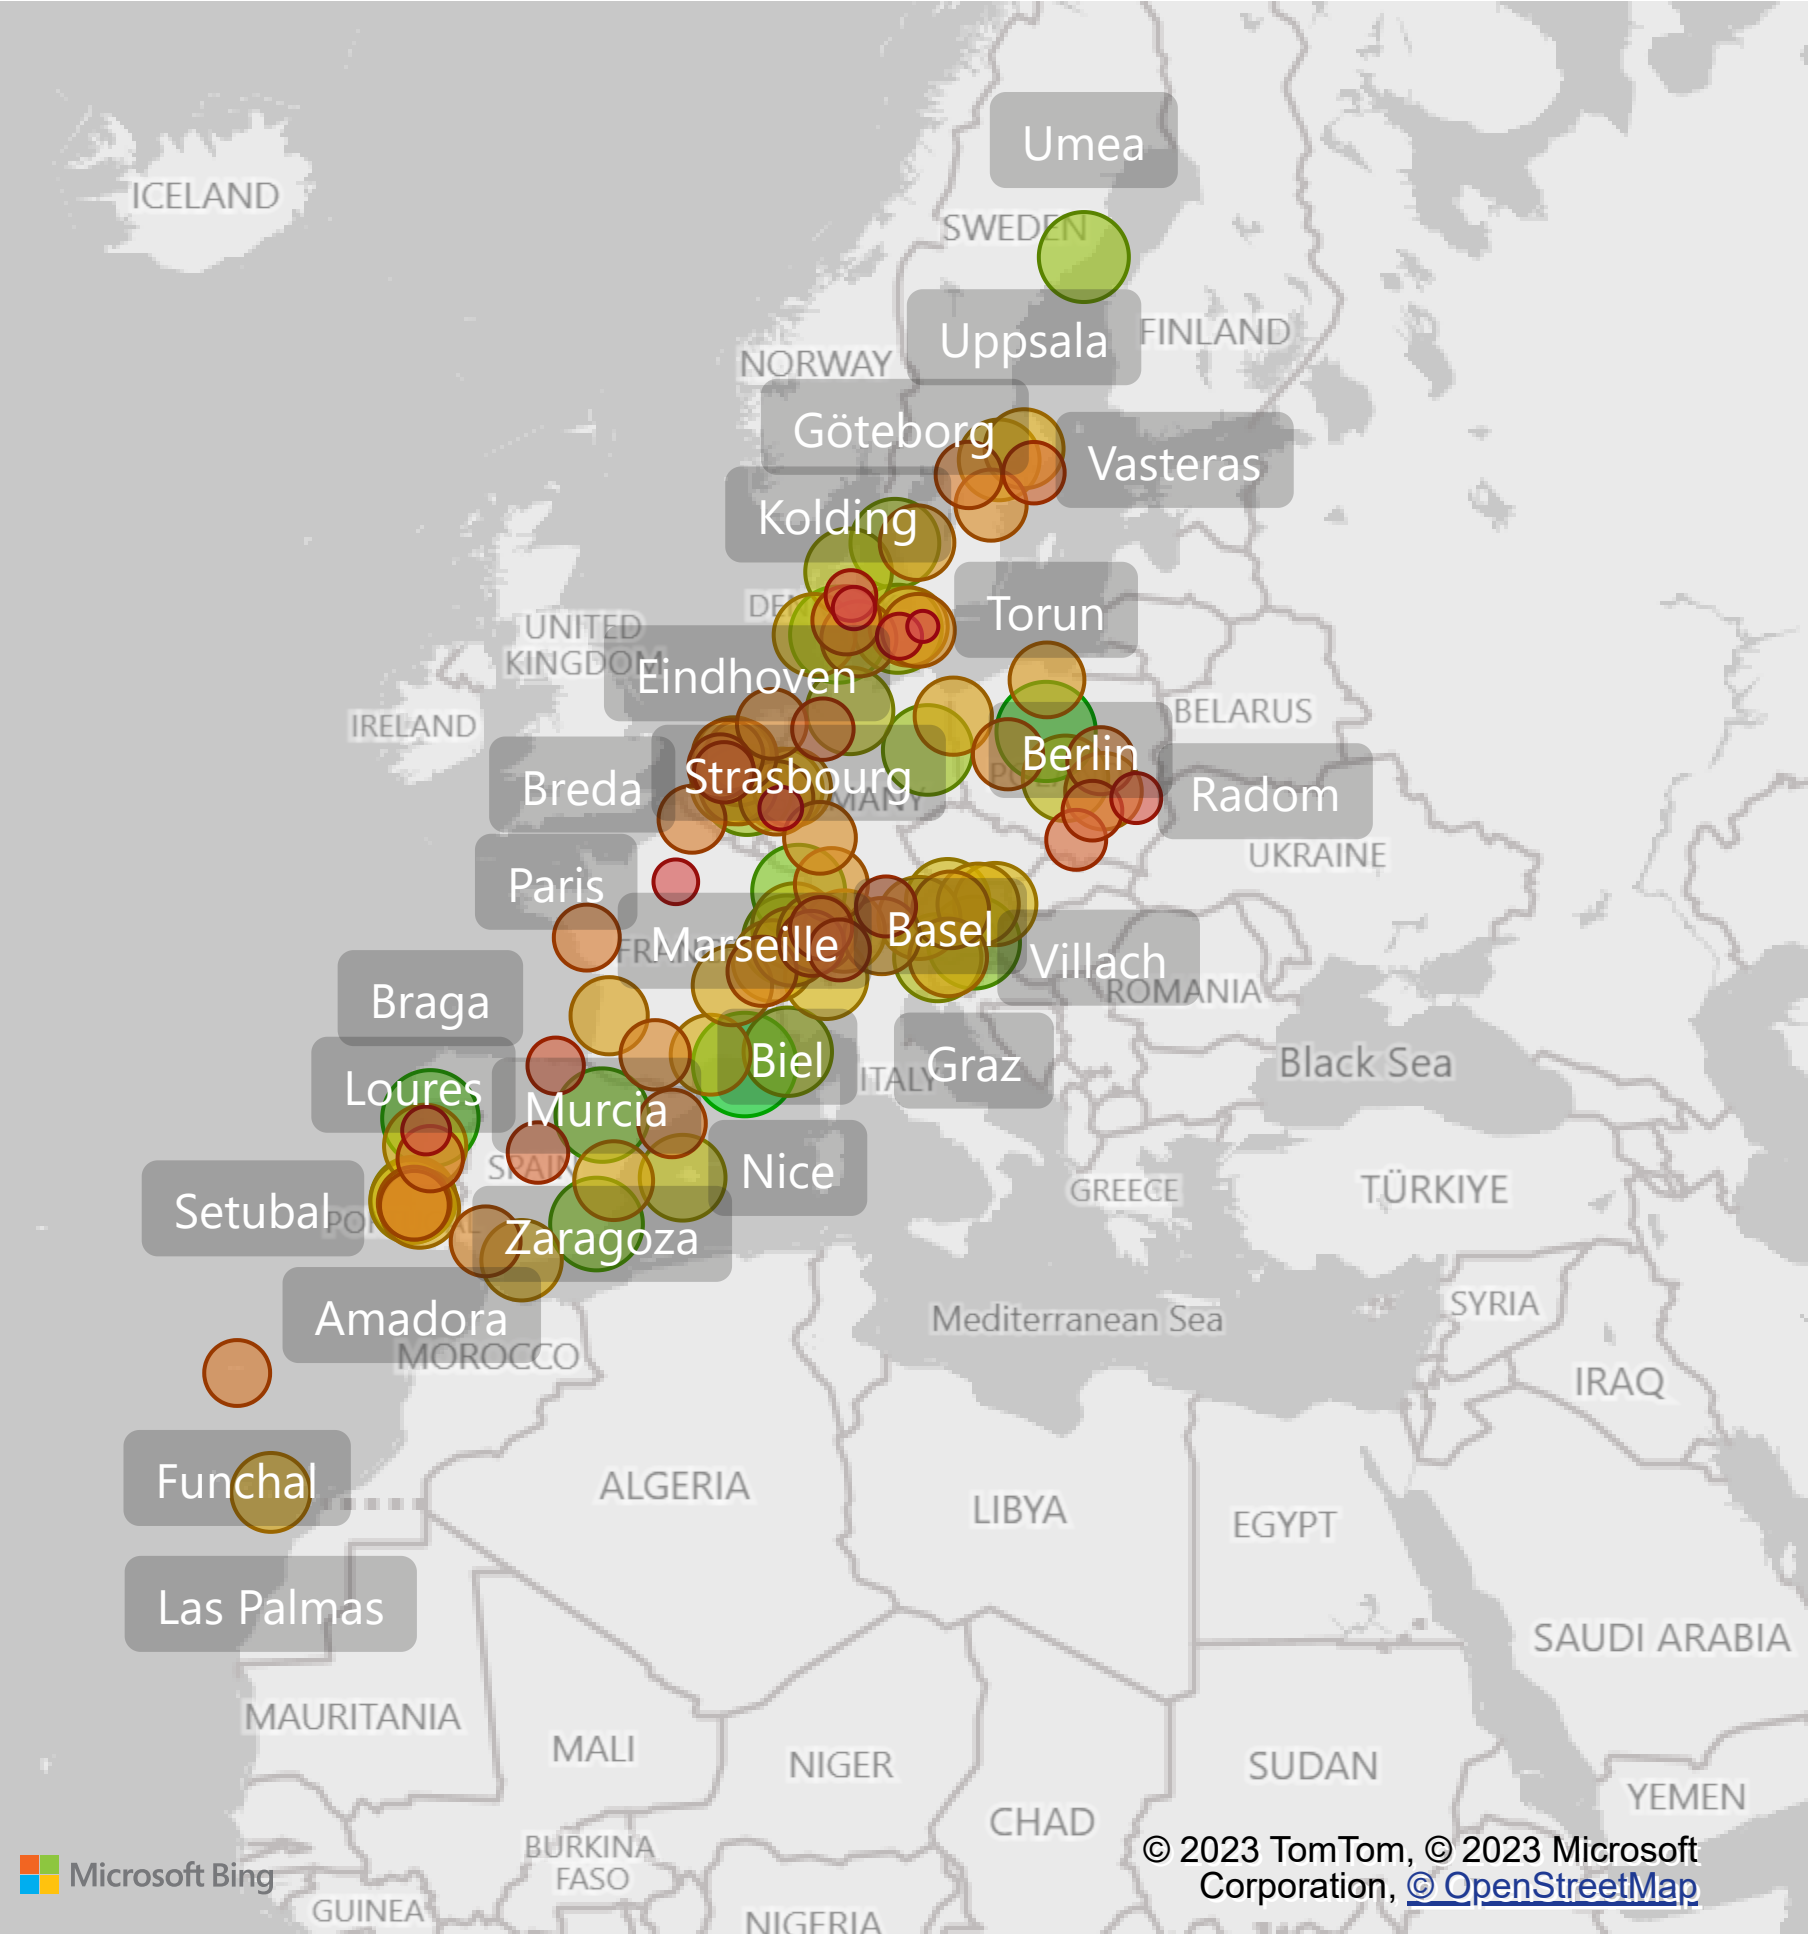 Umea
ICELAND
SWEDEN
Uppsala
FINLAND
NORWAY
Göteborg
Vasteras
Kolding
DEN
Torun
UNITED
KINGDOM
Eindhoven
IRELAND
BELARUS
Berlin
Strasbourg
Breda
MANY
Radom
UKRAINE
Paris
Basel
Marseille
Villach
ROMANIA
Braga
Black Sea
Biel
ITALY
Graz
Loures
Murcia
SPAIN
Nice
GREECE
TÜRKIYE
Setubal
Zaragoza
SYRIA
Amadora
Mediterranean Sea
MOROCCO
IRAQ
Funchal
ALGERIA
LIBYA
EGYPT
Las Palmas
SAUDI ARABIA
MAURITANIA
MALI
NIGER
SUDAN
YEMEN
CHAD
BURKINA
FASO
© 2023 TomTom, © 2023 Microsoft
Corporation, © OpenStreetMap
Microsoft Bing
GUINEA
NIGERIA